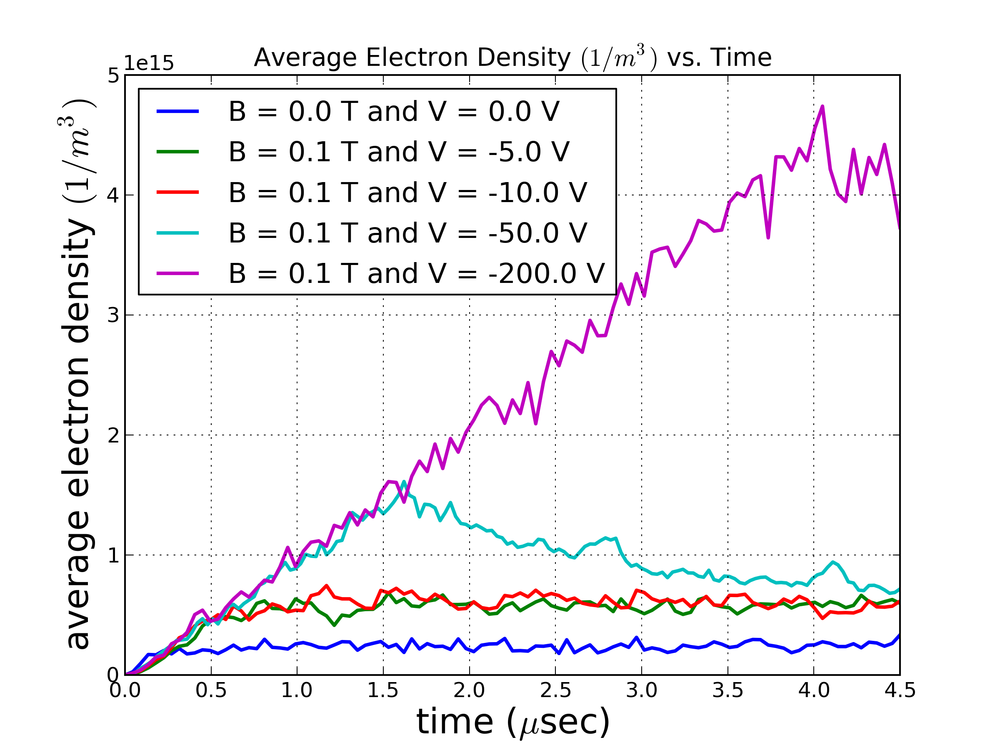 Average Electron Density (1/m³) vs. Time
1e15
5
4
3
2
1
0
average electron density (1/m³)
B = 0.0 T and V = 0.0 V
B = 0.1 T and V = -5.0 V
B = 0.1 T and V = -10.0 V
B = 0.1 T and V = -50.0 V
B = 0.1 T and V = -200.0 V
0.0 0.5 1.0 1.5 2.0 2.5 3.0 3.5 4.0 4.5
time (μsec)